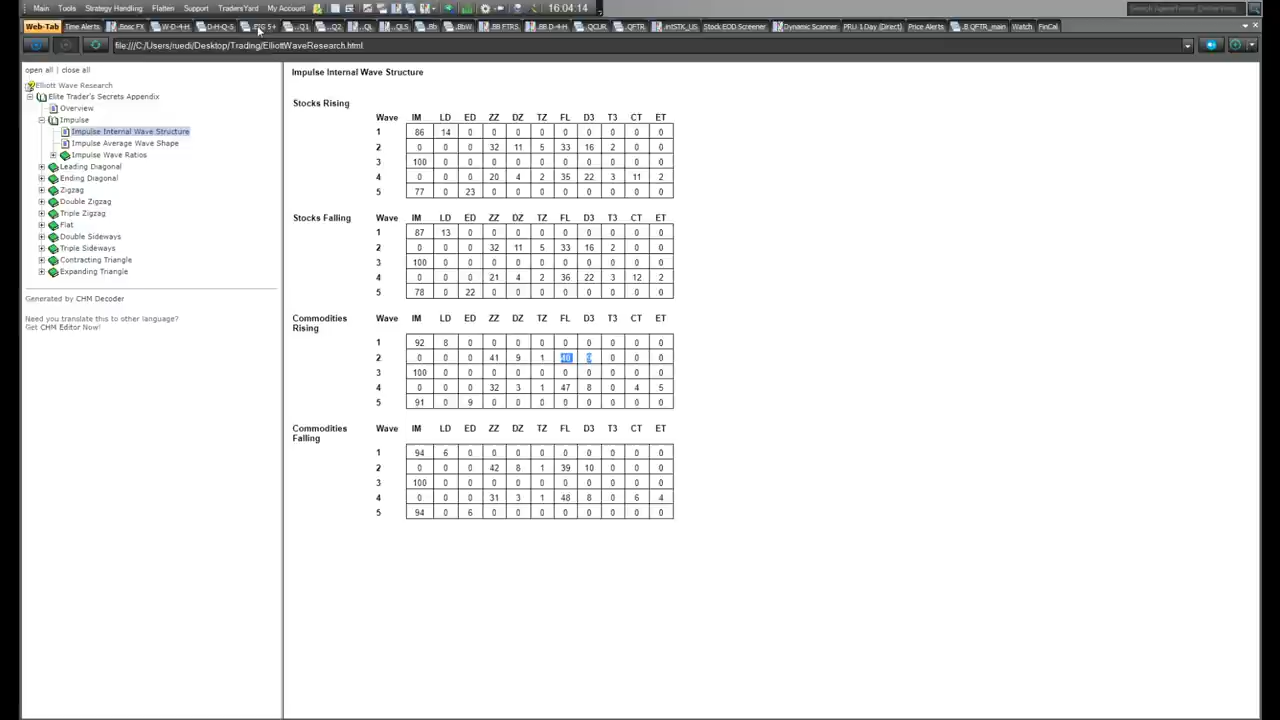 Main Tools Strategy Handling Flatten Support TradersYard My Account 16:04:14
Web-Tab Time Alerts .Basc FX W-D-4-H D-H-Q-S ..Q1 ..Q2 ..QL .QLS .Bb .BbW .BB FTRS .BB D-4-H .QCLR .QFTR .IntSTK_US Stock EOD Screener Dynamic Scanner PRU 1-Day (Direct) Price Alerts .B QFTR_main Watch FinCal
file:///C:/Users/ruedi/Desktop/Trading/ElliottWaveResearch.html
open all | close all
Elliott Wave Research
Elite Trader's Secrets Appendix
Overview
Impulse
Impulse Internal Wave Structure
Impulse Average Wave Shape
Impulse Wave Ratios
Leading Diagonal
Ending Diagonal
Zigzag
Double Zigzag
Triple Zigzag
Flat
Double Sideways
Triple Sideways
Contracting Triangle
Expanding Triangle
Generated by CHM Decoder
Need you translate this to other language?
Get CHM Editor Now!
Impulse Internal Wave Structure
Stocks Rising
Wave IM LD ED ZZ DZ TZ FL D3 T3 CT ET
1 86 14 0 0 0 0 0 0 0 0 0
2 0 0 0 32 11 5 33 16 2 0 0
3 100 0 0 0 0 0 0 0 0 0 0
4 0 0 0 20 4 2 35 22 3 11 2
5 77 0 23 0 0 0 0 0 0 0 0
Stocks Falling Wave IM LD ED ZZ DZ TZ FL D3 T3 CT ET
1 87 13 0 0 0 0 0 0 0 0 0
2 0 0 0 32 11 5 33 16 2 0 0
3 100 0 0 0 0 0 0 0 0 0 0
4 0 0 0 21 4 2 36 22 3 12 2
5 78 0 22 0 0 0 0 0 0 0 0
Commodities Wave IM LD ED ZZ DZ TZ FL D3 T3 CT ET
Rising
1 92 8 0 0 0 0 0 0 0 0 0
2 0 0 0 41 9 1 40 9 0 0 0
3 100 0 0 0 0 0 0 0 0 0 0
4 0 0 0 32 3 1 47 8 0 4 5
5 91 0 9 0 0 0 0 0 0 0 0
Commodities Wave IM LD ED ZZ DZ TZ FL D3 T3 CT ET
Falling
1 94 6 0 0 0 0 0 0 0 0 0
2 0 0 0 42 8 1 39 10 0 0 0
3 100 0 0 0 0 0 0 0 0 0 0
4 0 0 0 31 3 1 48 8 0 6 4
5 94 0 6 0 0 0 0 0 0 0 0